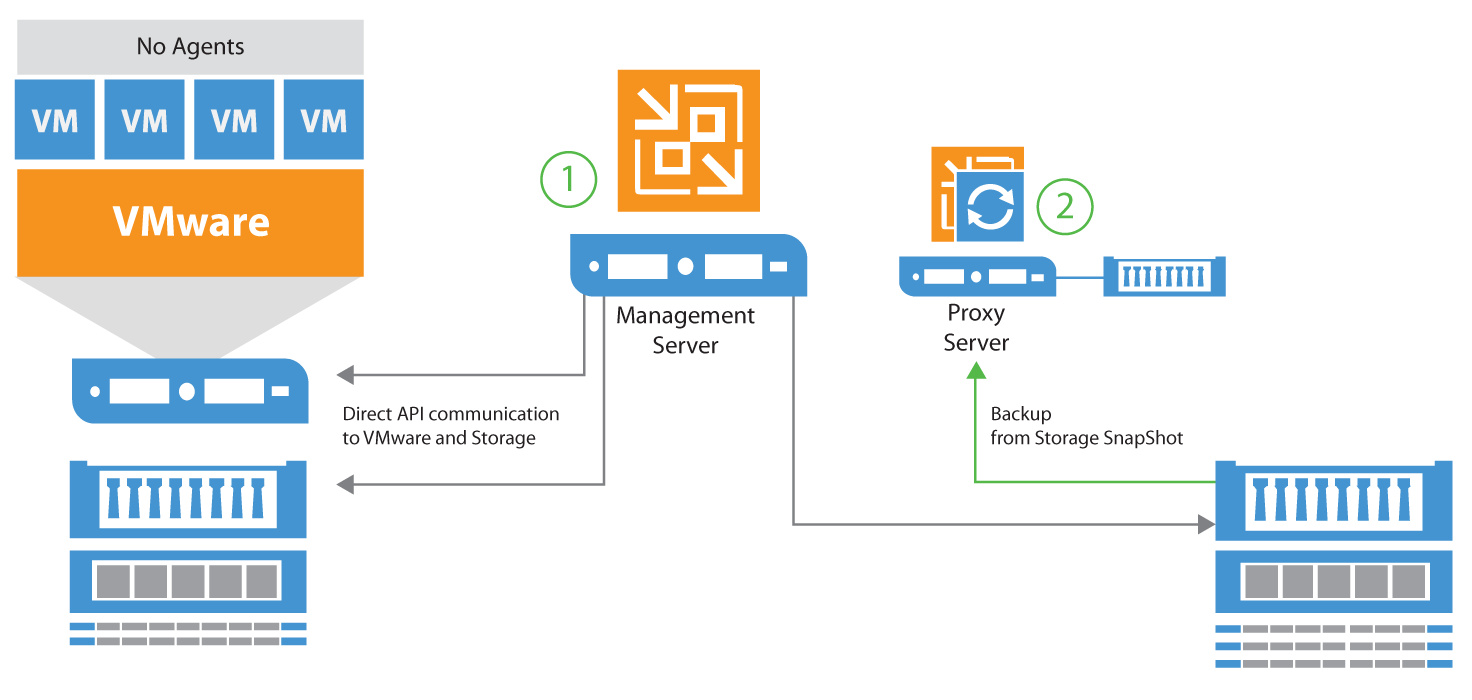 No Agents
VM VM VM VM
VMware
1
Management
Server
2
Proxy
Server
Direct API communication
to VMware and Storage
Backup
from Storage SnapShot